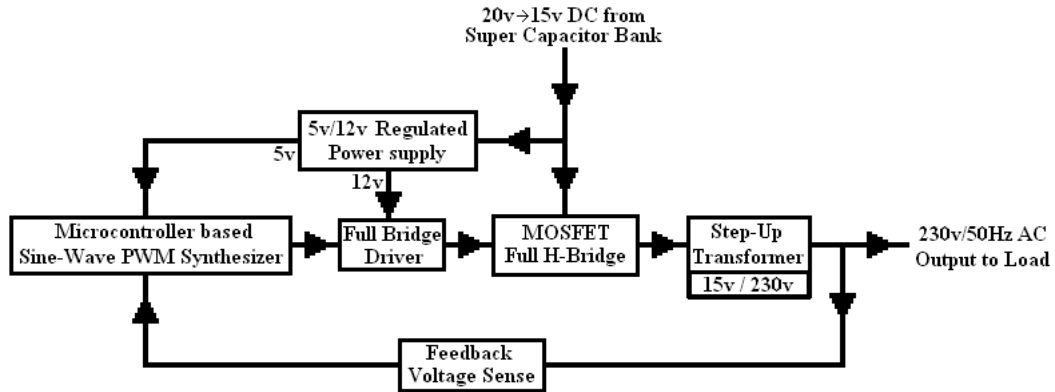 20v→15v DC from
Super Capacitor Bank
5v/12v Regulated
Power supply
5v
12v
Microcontroller based
Sine-Wave PWM Synthesizer
Full Bridge
Driver
MOSFET
Full H-Bridge
Step-Up
Transformer
15v / 230v
230v/50Hz AC
Output to Load
Feedback
Voltage Sense